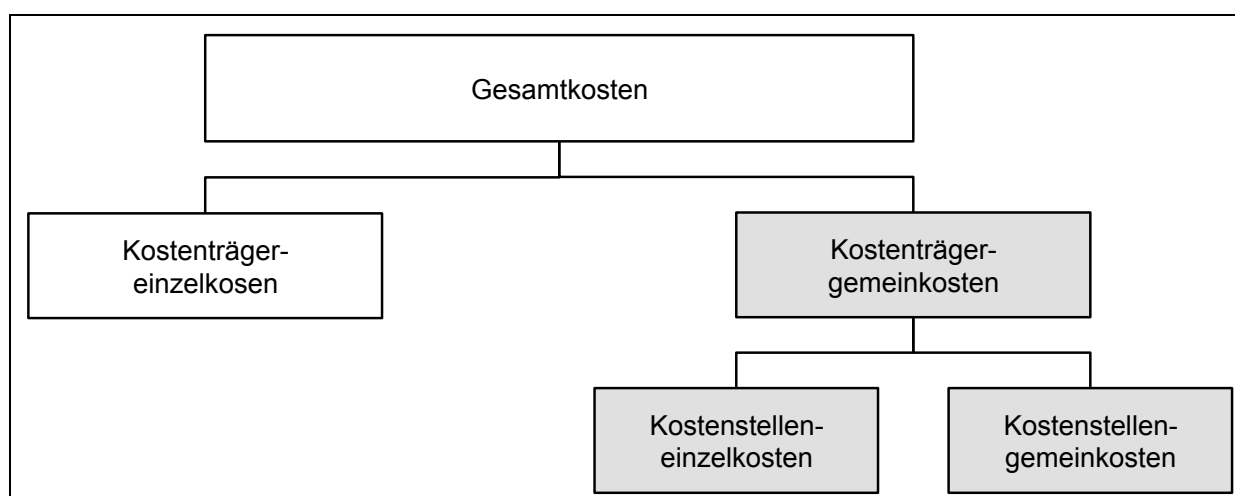 Gesamtkosten
Kostenträger-
einzelkosen
Kostenträger-
gemeinkosten
Kostenstellen-
einzelkosten
Kostenstellen-
gemeinkosten